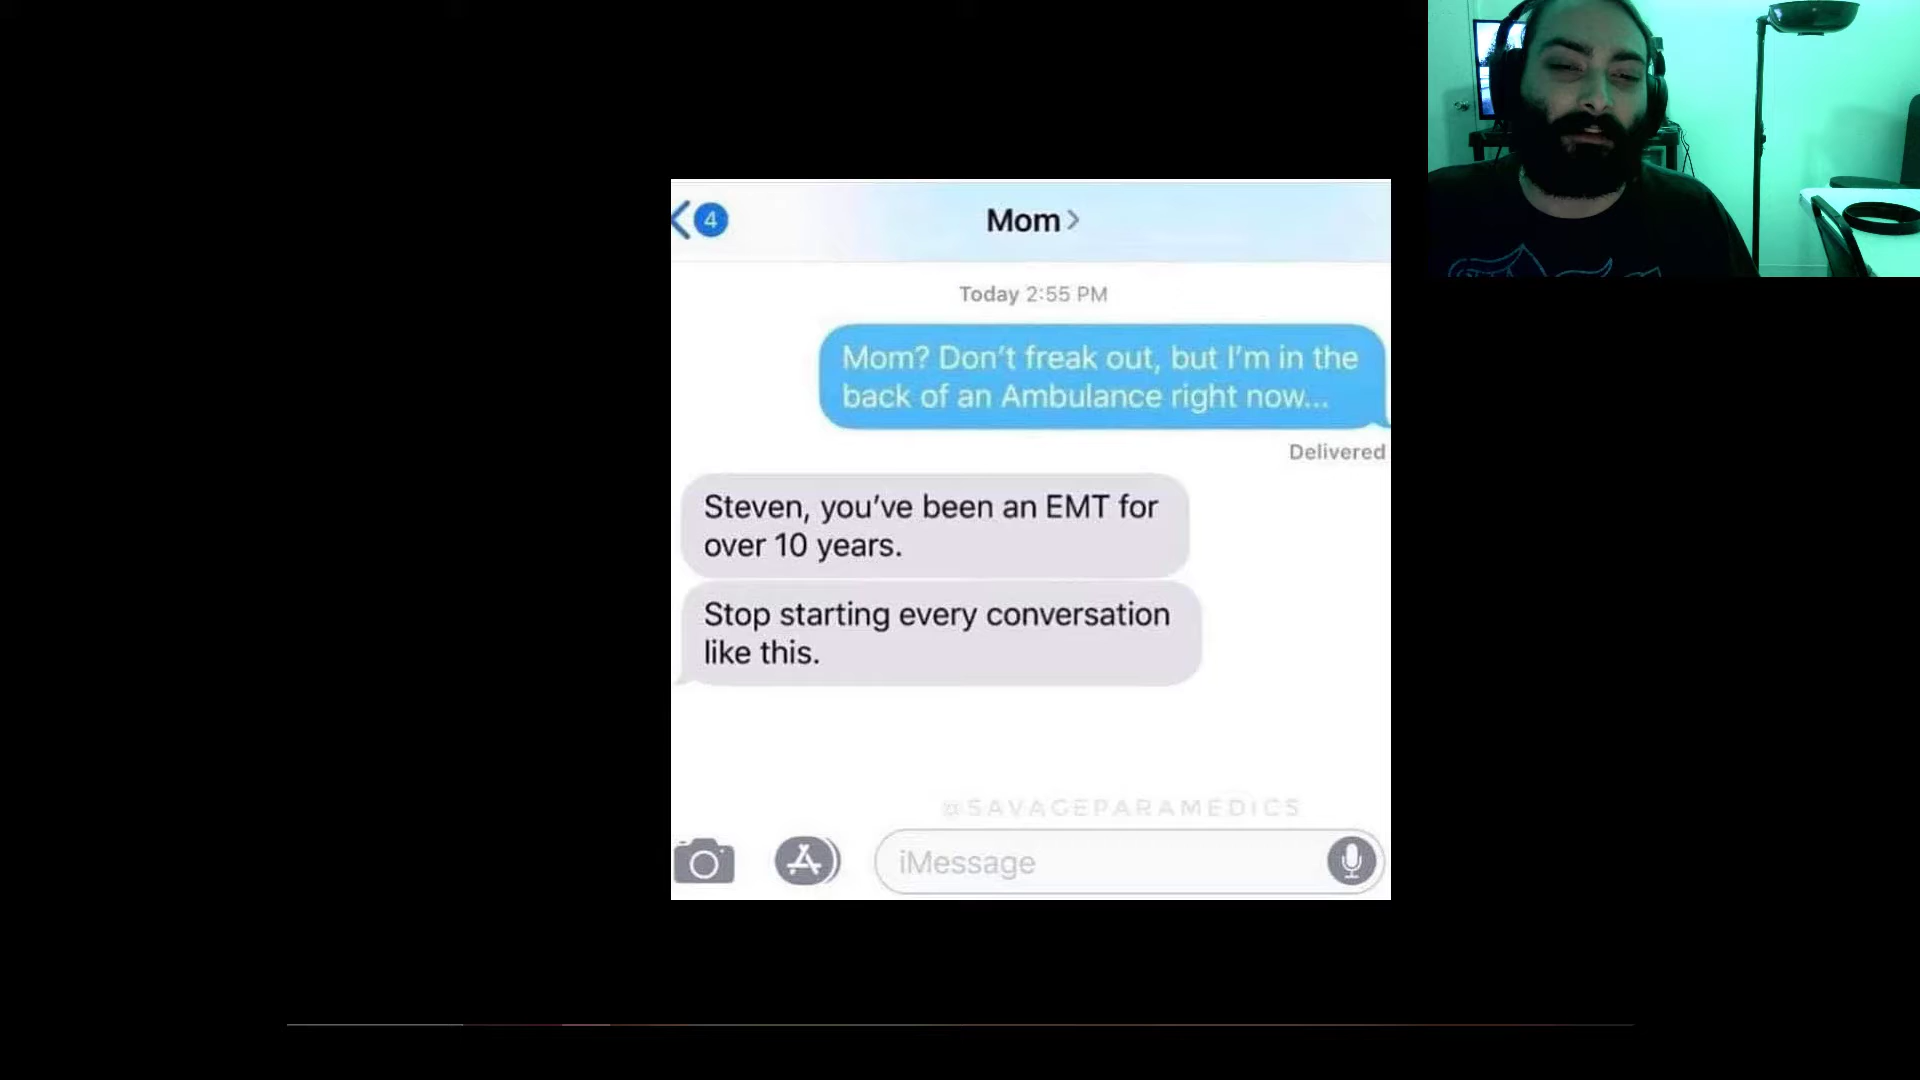 4
Mom
Today 2:55 PM
Mom? Don't freak out, but I'm in the
back of an Ambulance right now...
Delivered
Steven, you've been an EMT for
over 10 years.
Stop starting every conversation
like this.
@SAVAGEPARAMEDICS
iMessage